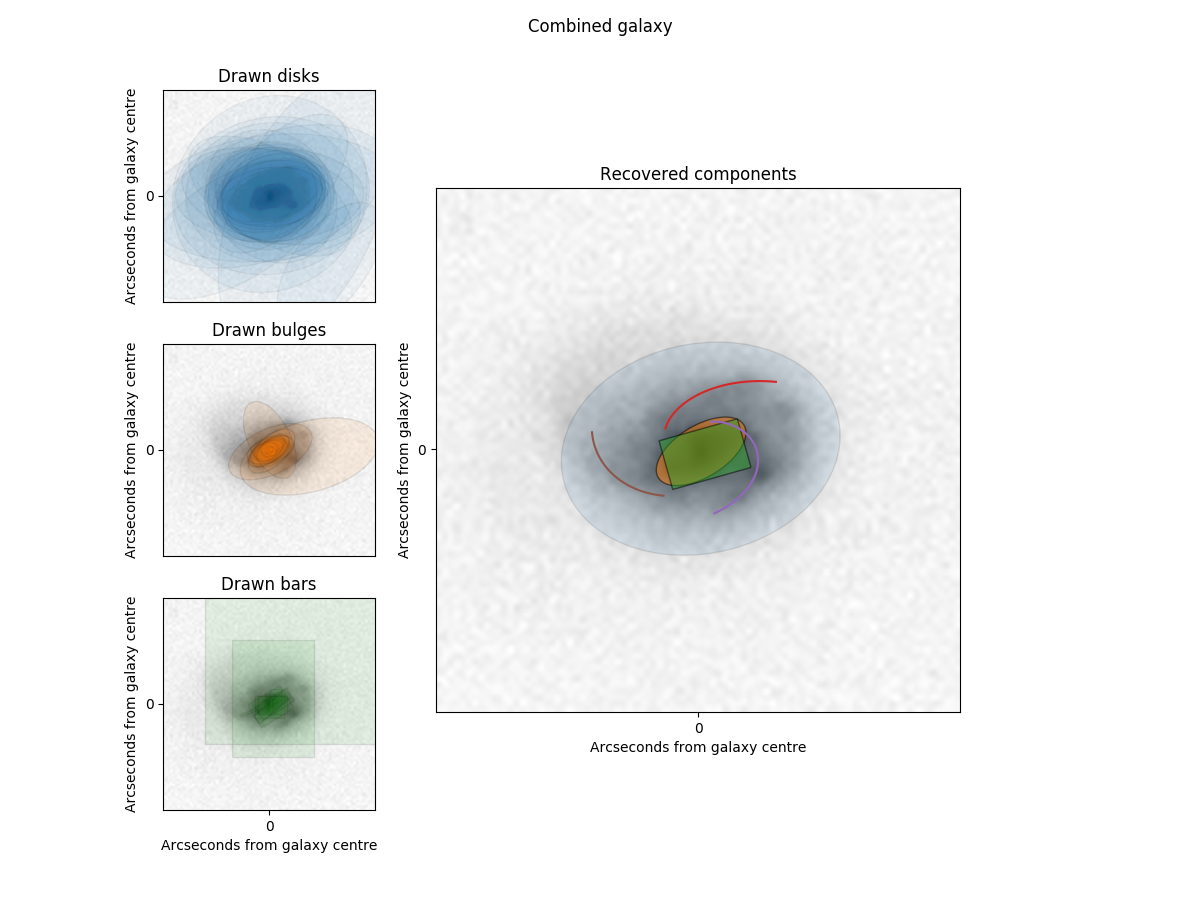 Combined galaxy
Drawn disks
Arcseconds from galaxy centre
0
Drawn bulges
Arcseconds from galaxy centre
0
Drawn bars
Arcseconds from galaxy centre
0
0
Arcseconds from galaxy centre
Recovered components
Arcseconds from galaxy centre
0
0
Arcseconds from galaxy centre